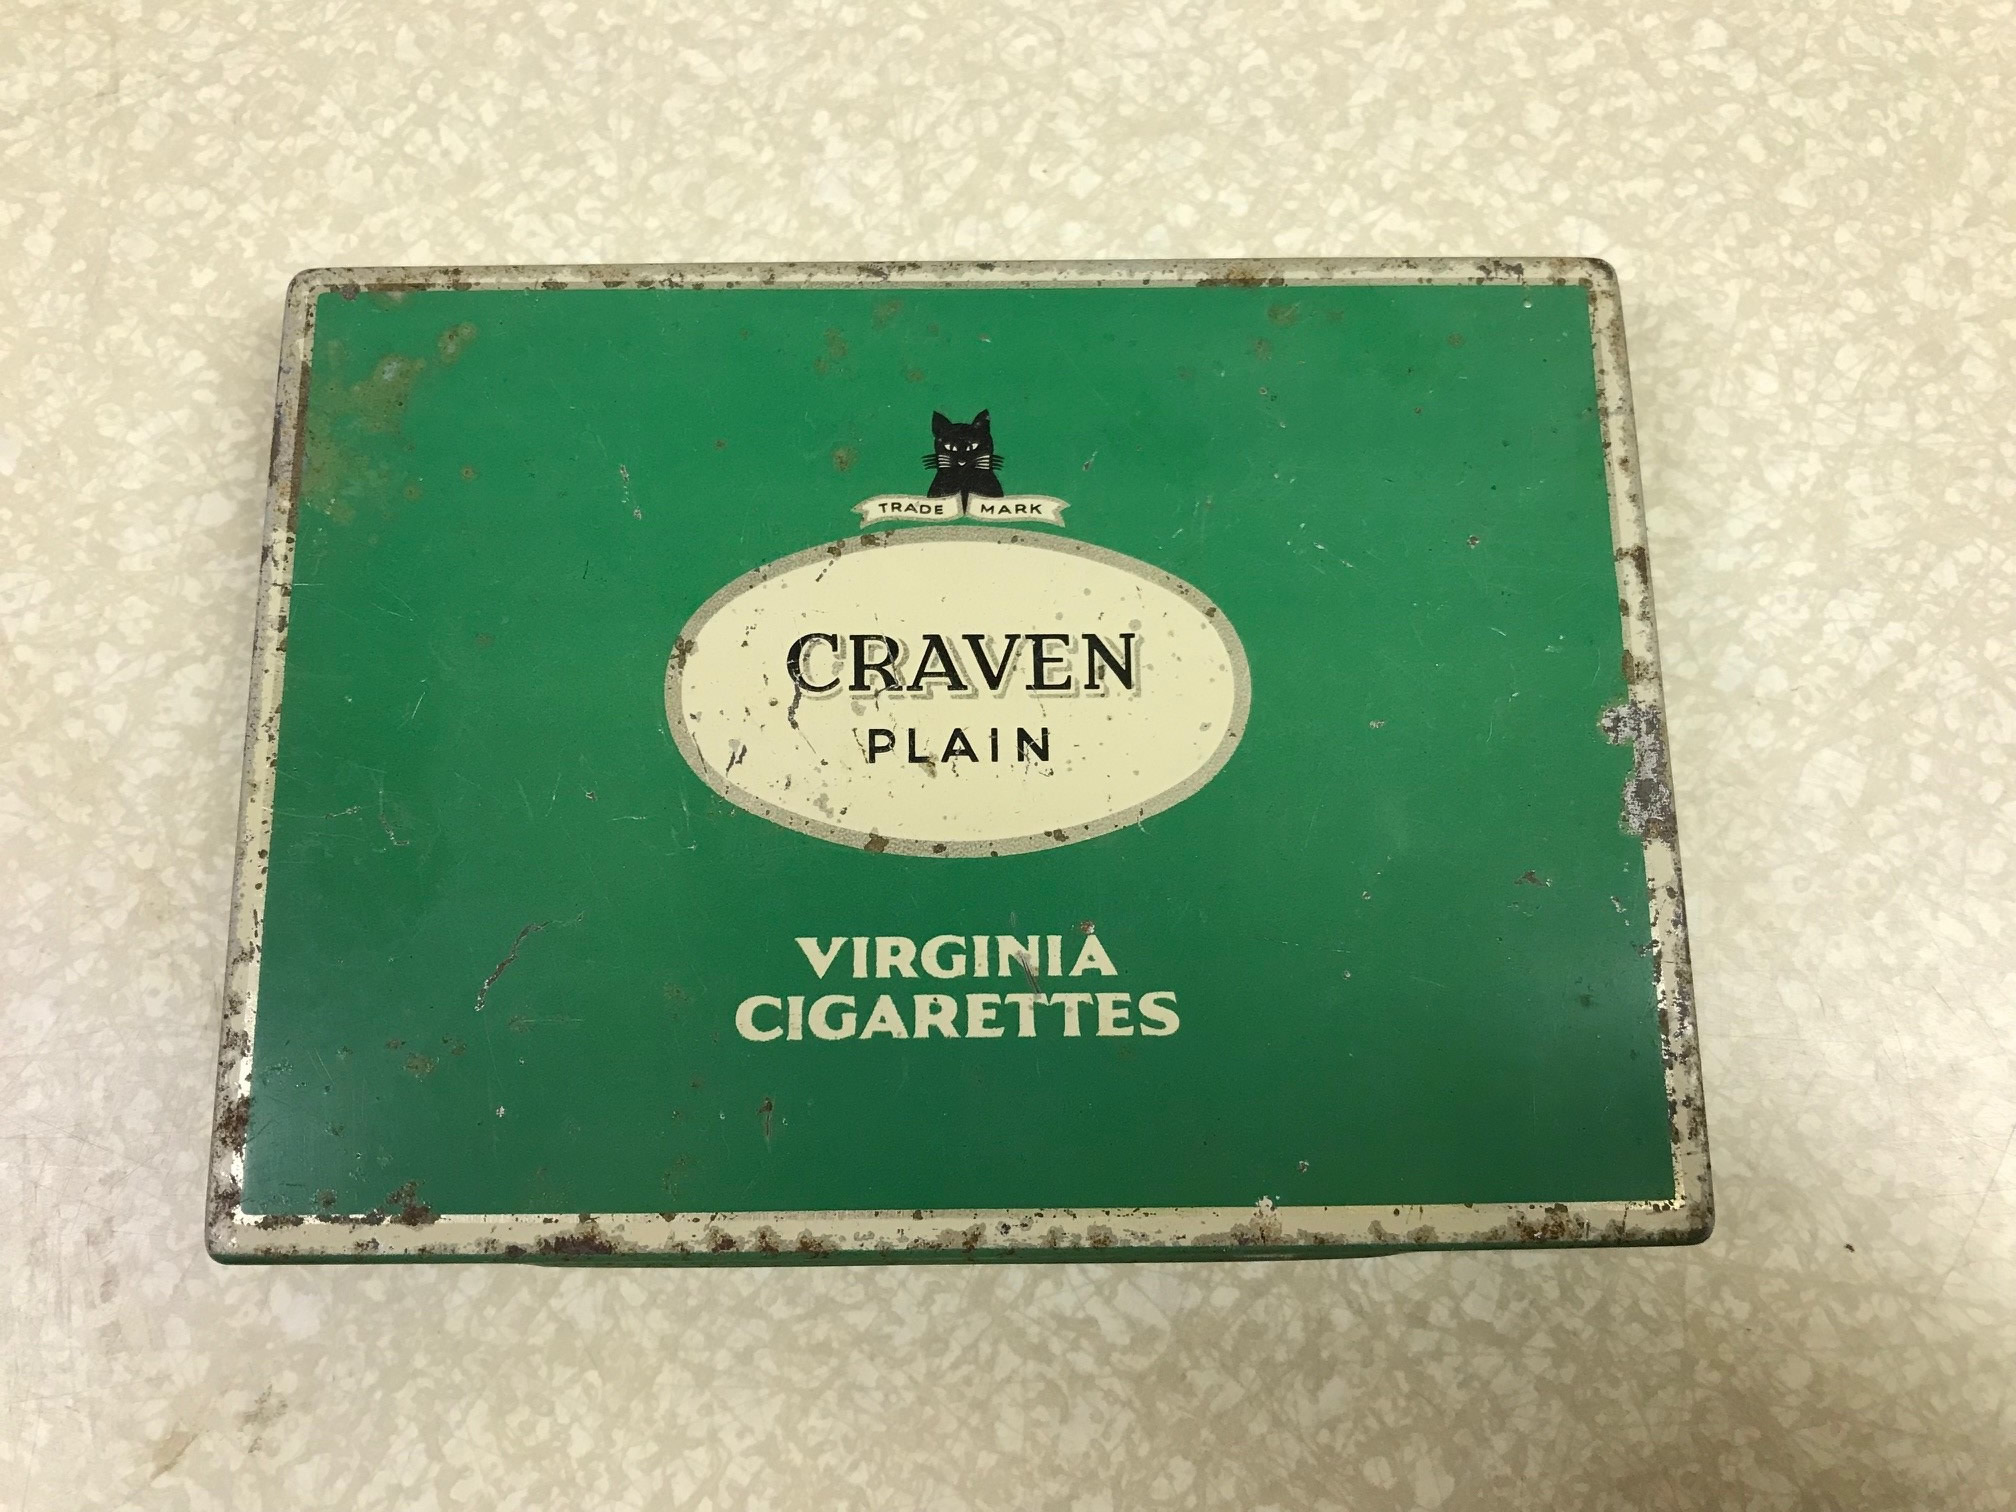 TRADE MARK
CRAVEN
PLAIN
VIRGINIA
CIGARETTES